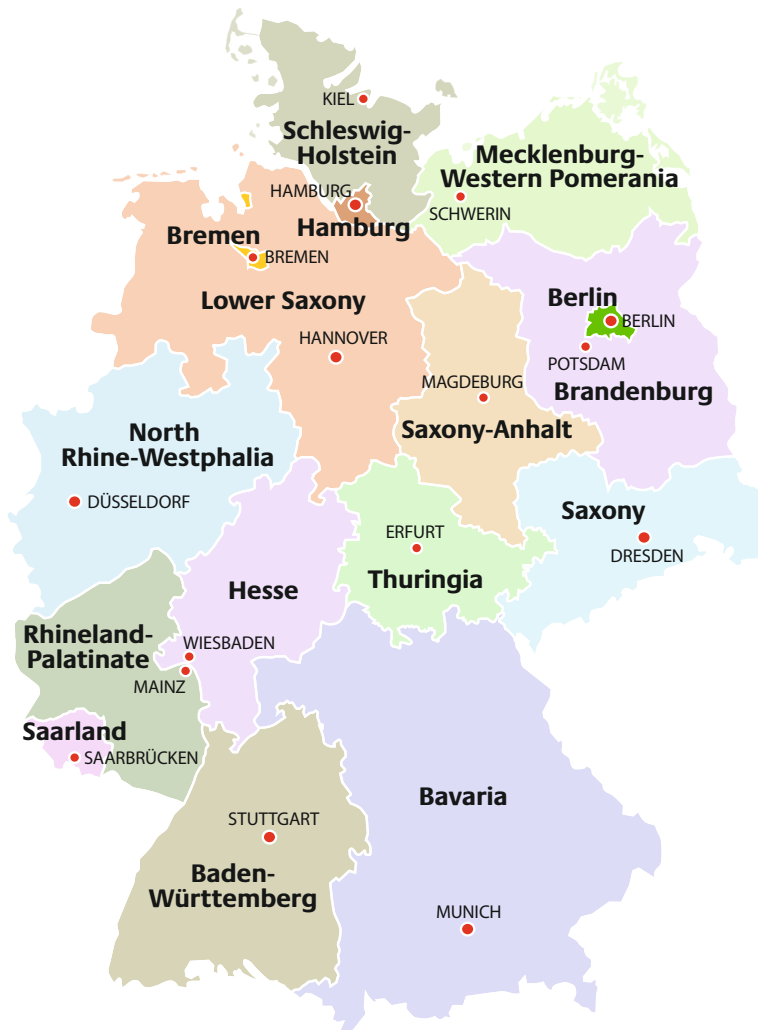 KIEL
Schleswig-
Holstein
Mecklenburg-
Western Pomerania
HAMBURG
SCHWERIN
Hamburg
Bremen
BREMEN
Berlin
Lower Saxony
BERLIN
HANNOVER
POTSDAM
MAGDEBURG
Brandenburg
North
Rhine-Westphalia
Saxony-Anhalt
DÜSSELDORF
Saxony
ERFURT
DRESDEN
Thuringia
Hesse
Rhineland-
Palatinate
WIESBADEN
MAINZ
Saarland
SAARBRÜCKEN
Bavaria
STUTTGART
Baden-
Württemberg
MUNICH